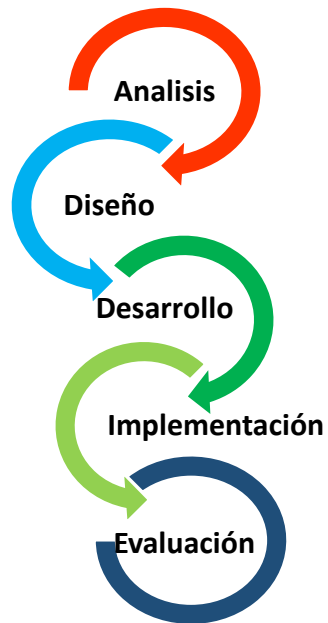 Analisis
Diseño
Desarrollo
Implementación
Evaluación